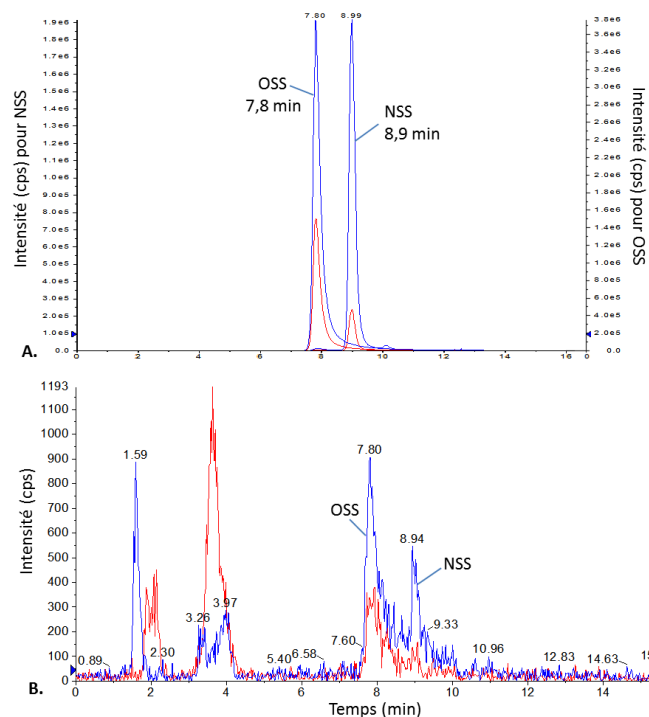 7.80 8.99
1.9e6
1.8e6
1.7e6
1.6e6
1.5e6
1.4e6
1.3e6
1.2e6
1.1e6
1.0e6
9.0e5
8.0e5
7.0e5
6.0e5
5.0e5
4.0e5
3.0e5
2.0e5
1.0e5
0.0
Intensité (cps) pour NSS
OSS
7,8 min
NSS
8,9 min
3.8e6
3.6e6
3.4e6
3.2e6
3.0e6
2.8e6
2.6e6
2.4e6
2.2e6
2.0e6
1.8e6
1.6e6
1.4e6
1.2e6
1.0e6
8.0e5
6.0e5
4.0e5
2.0e5
0.0
Intensité (cps) pour OSS
0 2 4 6 8 10 12 14 16
A.
1193
1100
1000
900
800
700
600
500
400
300
200
100
0
Intensité (cps)
1.59
7.80
OSS
8.94
NSS
3.26 3.97
9.33
0.89 2.30 5.40 6.58 7.60 10.96 12.83 14.63 15
0 2 4 6 8 10 12 14
B.
Temps (min)